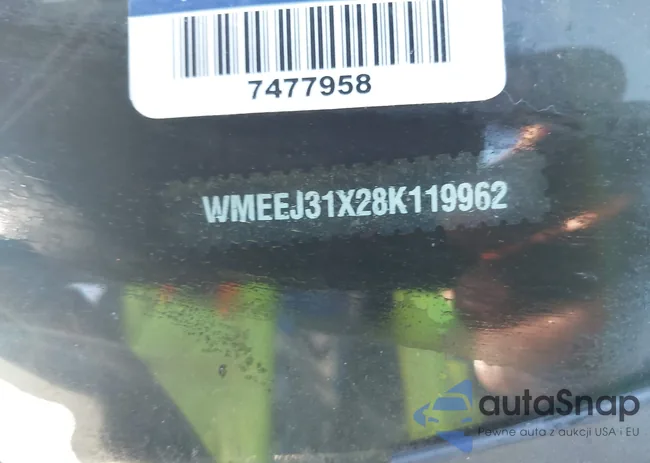 7477958
WMEEJ31X28K119962
autaSnap
Pewne auta z aukcji USA i EU